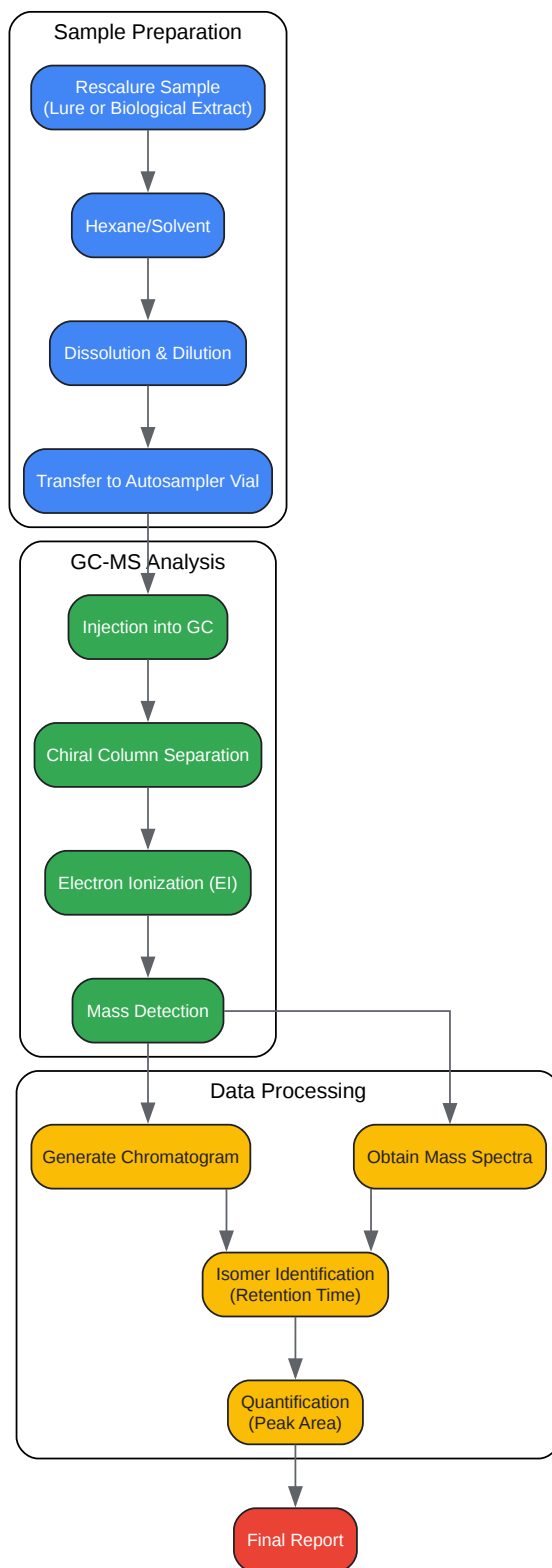 Sample Preparation
Rescalure Sample
(Lure or Biological Extract)
Hexane/Solvent
Dissolution & Dilution
Transfer to Autosampler Vial
GC-MS Analysis
Injection into GC
Chiral Column Separation
Electron Ionization (EI)
Mass Detection
Data Processing
Generate Chromatogram
Obtain Mass Spectra
Isomer Identification
(Retention Time)
Quantification
(Peak Area)
Final Report